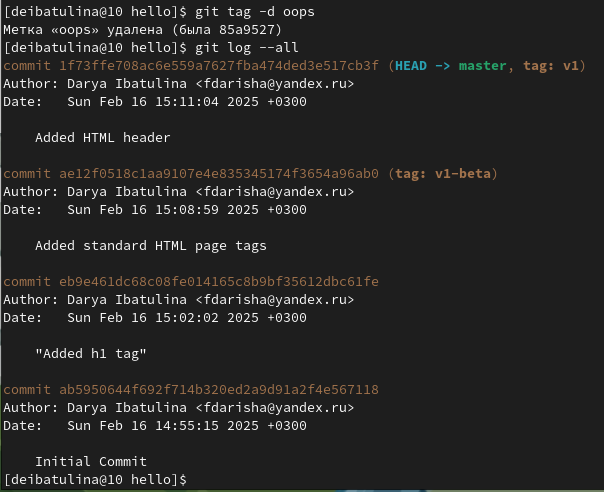 [deibatulina@10 hello]$ git tag -d oops
Метка «oops» удалена (была 85a9527)
[deibatulina@10 hello]$ git log --all
commit 1f73ffe708ac6e559a7627fba474ded3e517cb3f (HEAD -> master, tag: v1)
Author: Darya Ibatulina <fdarisha@yandex.ru>
Date:   Sun Feb 16 15:11:04 2025 +0300
    Added HTML header
commit ae12f0518c1aa9107e4e835345174f3654a96ab0 (tag: v1-beta)
Author: Darya Ibatulina <fdarisha@yandex.ru>
Date:   Sun Feb 16 15:08:59 2025 +0300
    Added standard HTML page tags
commit eb9e461dc68c08fe014165c8b9bf35612dbc61fe
Author: Darya Ibatulina <fdarisha@yandex.ru>
Date:   Sun Feb 16 15:02:02 2025 +0300
    "Added h1 tag"
commit ab5950644f692f714b320ed2a9d91a2f4e567118
Author: Darya Ibatulina <fdarisha@yandex.ru>
Date:   Sun Feb 16 14:55:15 2025 +0300
    Initial Commit
[deibatulina@10 hello]$